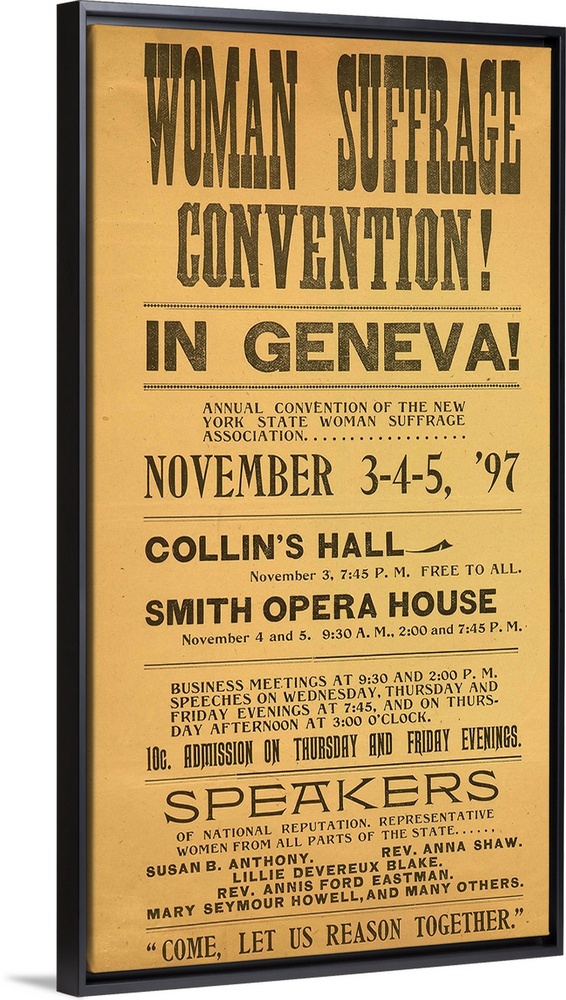 WOMAN SUFFRAGE
CONVENTION!
IN GENEVA!
ANNUAL CONVENTION OF THE NEW
YORK STATE WOMAN SUFFRAGE
ASSOCIATION..................
NOVEMBER 3-4-5, '97
COLLIN'S HALL
November 3, 7:45 P. M. FREE TO ALL.
SMITH OPERA HOUSE
November 4 and 5. 9:30 A. M., 2:00 and 7:45 P. M.
BUSINESS MEETINGS AT 9:30 AND 2:00 P. M.
SPEECHES ON WEDNESDAY, THURSDAY AND
FRIDAY EVENINGS AT 7:45, AND ON THURS-
DAY AFTERNOON AT 3:00 O'CLOCK.
10c. ADMISSION ON THURSDAY AND FRIDAY EVENINGS.
SPEAKERS
OF NATIONAL REPUTATION. REPRESENTATIVE
WOMEN FROM ALL PARTS OF THE STATE......
SUSAN B. ANTHONY. REV. ANNA SHAW.
LILLIE DEVEREUX BLAKE.
REV. ANNIS FORD EASTMAN.
MARY SEYMOUR HOWELL, AND MANY OTHERS.
"COME, LET US REASON TOGETHER."